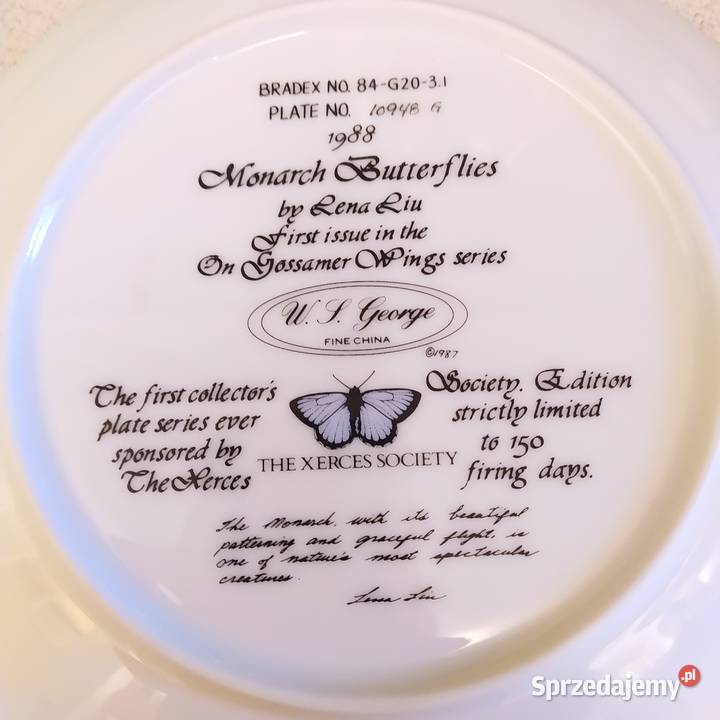 BRADEX NO. 84-G20-3.1
PLATE NO. 10948 G
1988
Monarch Butterflies
by Lena Liu
First issue in the
On Gossamer Wings series
W. S. George
FINE CHINA
©1987
The first collector's
plate series ever
sponsored by
The Xerces
Society. Edition
strictly limited
to 150
firing days.
THE XERCES SOCIETY
The Monarch, with its beautiful
patterning and graceful flight, is
one of nature's most spectacular
creatures.
Lena Liu
Sprzedajemy.pl